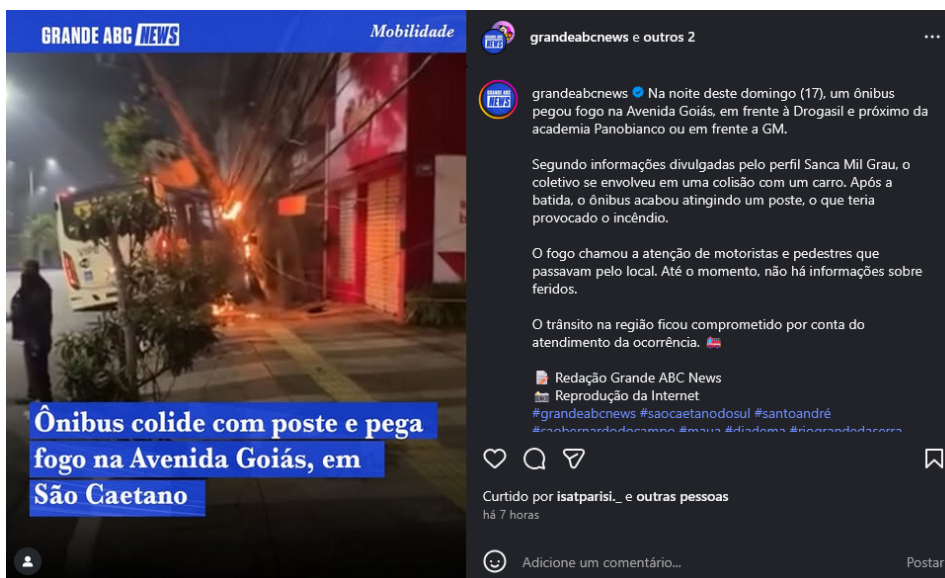 GRANDE ABC NEWS
Mobilidade
Ônibus colide com poste e pega
fogo na Avenida Goiás, em
São Caetano
grandeabcnews e outros 2
grandeabcnews Na noite deste domingo (17), um ônibus
pegou fogo na Avenida Goiás, em frente à Drogasil e próximo da
academia Panobianco ou em frente a GM.
Segundo informações divulgadas pelo perfil Sanca Mil Grau, o
coletivo se envolveu em uma colisão com um carro. Após a
batida, o ônibus acabou atingindo um poste, o que teria
provocado o incêndio.
O fogo chamou a atenção de motoristas e pedestres que
passavam pelo local. Até o momento, não há informações sobre
feridos.
O trânsito na região ficou comprometido por conta do
atendimento da ocorrência. 🚒
📝 Redação Grande ABC News
📸 Reprodução da Internet
#grandeabcnews #saocaetanodosul #santoandré
#saobernardodocampo #maua #diadema #riograndedaserra
Curtido por isatparisi._ e outras pessoas
há 7 horas
Adicione um comentário...
Postar